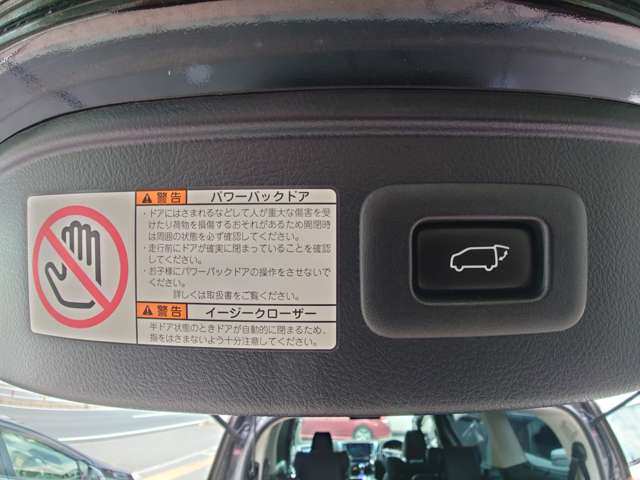 警告 パワーバックドア
・ドアにはさまれるなどして人が重大な傷害を受
けたり荷物を損傷するおそれがあるため開閉時
は周囲の状態を必ず確認してください。
・走行前にドアが確実に閉まっていることを確認
してください。
・お子様にパワーバックドアの操作をさせないで
ください。
詳しくは取扱書をご覧ください。
警告 イージークローザー
半ドア状態のときドアが自動的に閉まるため、
指をはさまないよう十分注意してください。